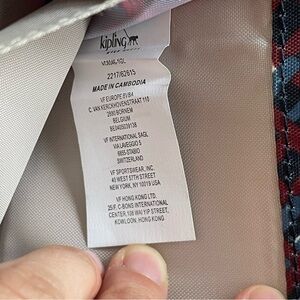 kipling
2217/62615
MADE IN CAMBODIA
VF EUROPE BVBA
C. VAN KERCKHOVENSTRAAT 110
2880 BORNEM
BELGIUM
VF INTERNATIONAL SAGL
VIA LAVEGGIO 5
6855 STABIO
SWITZERLAND
VF SPORTSWEAR, INC.
40 WEST 57TH STREET
NEW YORK, NY 10019 USA
VF HONG KONG LTD.
25/F, C-BONS INTERNATIONAL
CENTER, 108 WAI YIP STREET,
KOWLOON, HONG KONG